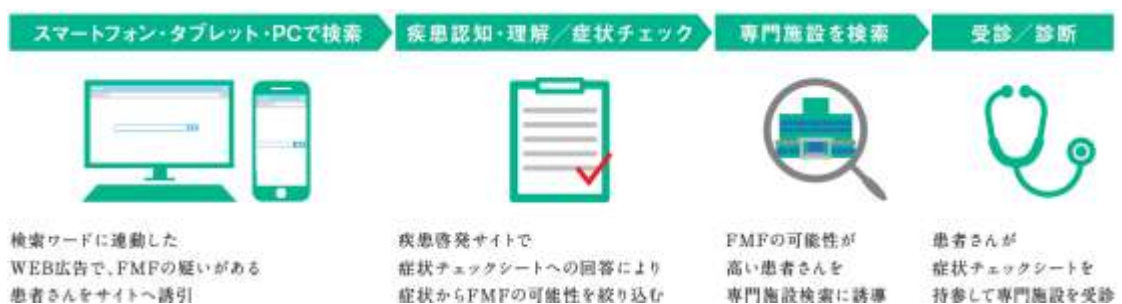 スマートフォン・タブレット・PCで検索
疾患認知・理解／症状チェック
専門施設を検索
受診／診断
検索ワードに連動した
WEB広告で、FMFの疑いがある
患者さんをサイトへ誘引
疾患啓発サイトで
症状チェックシートへの回答により
症状からFMFの可能性を絞り込む
FMFの可能性が
高い患者さんを
専門施設検索に誘導
患者さんが
症状チェックシートを
持参して専門施設を受診